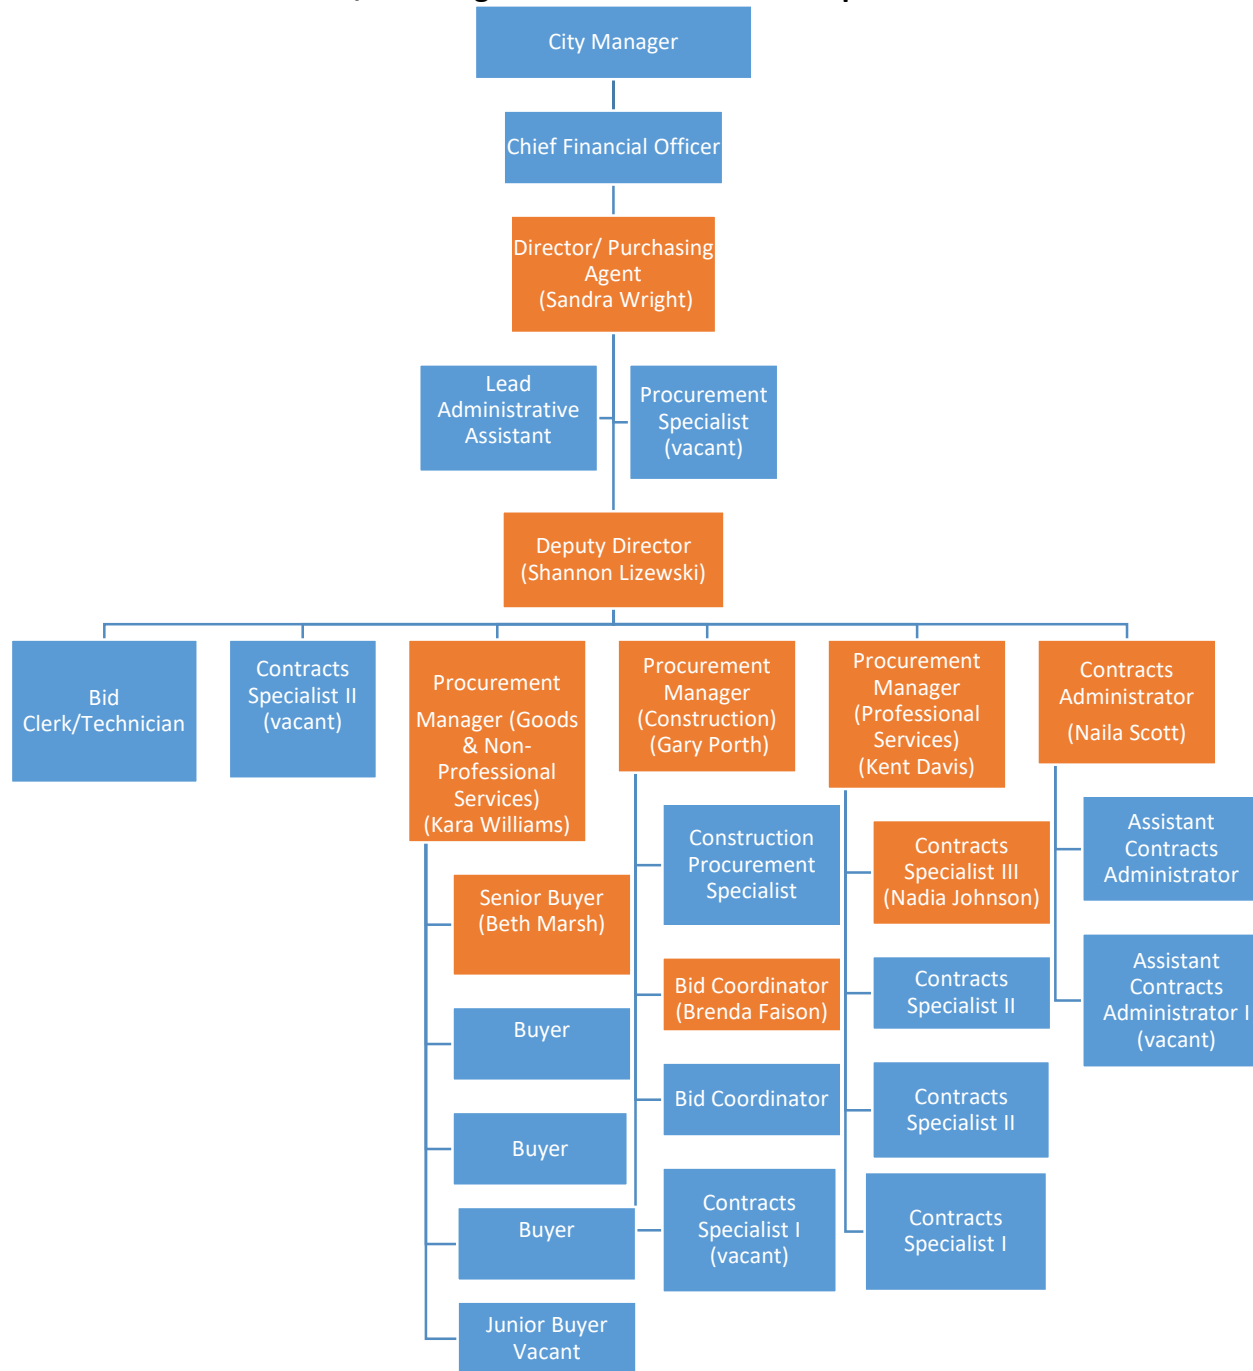 City Manager
Chief Financial Officer
Director/ Purchasing
Agent
(Sandra Wright)
Lead
Administrative
Assistant
Procurement
Specialist
(vacant)
Deputy Director
(Shannon Lizewski)
Bid
Clerk/Technician
Contracts
Specialist II
(vacant)
Procurement
Manager (Goods
& Non-
Professional
Services)
(Kara Williams)
Procurement
Manager
(Construction)
(Gary Porth)
Procurement
Manager
(Professional
Services)
(Kent Davis)
Contracts
Administrator
(Naila Scott)
Senior Buyer
(Beth Marsh)
Buyer
Buyer
Buyer
Junior Buyer
Vacant
Construction
Procurement
Specialist
Bid Coordinator
(Brenda Faison)
Bid Coordinator
Contracts
Specialist I
(vacant)
Contracts
Specialist III
(Nadia Johnson)
Contracts
Specialist II
Contracts
Specialist II
Contracts
Specialist I
Assistant
Contracts
Administrator
Assistant
Contracts
Administrator I
(vacant)